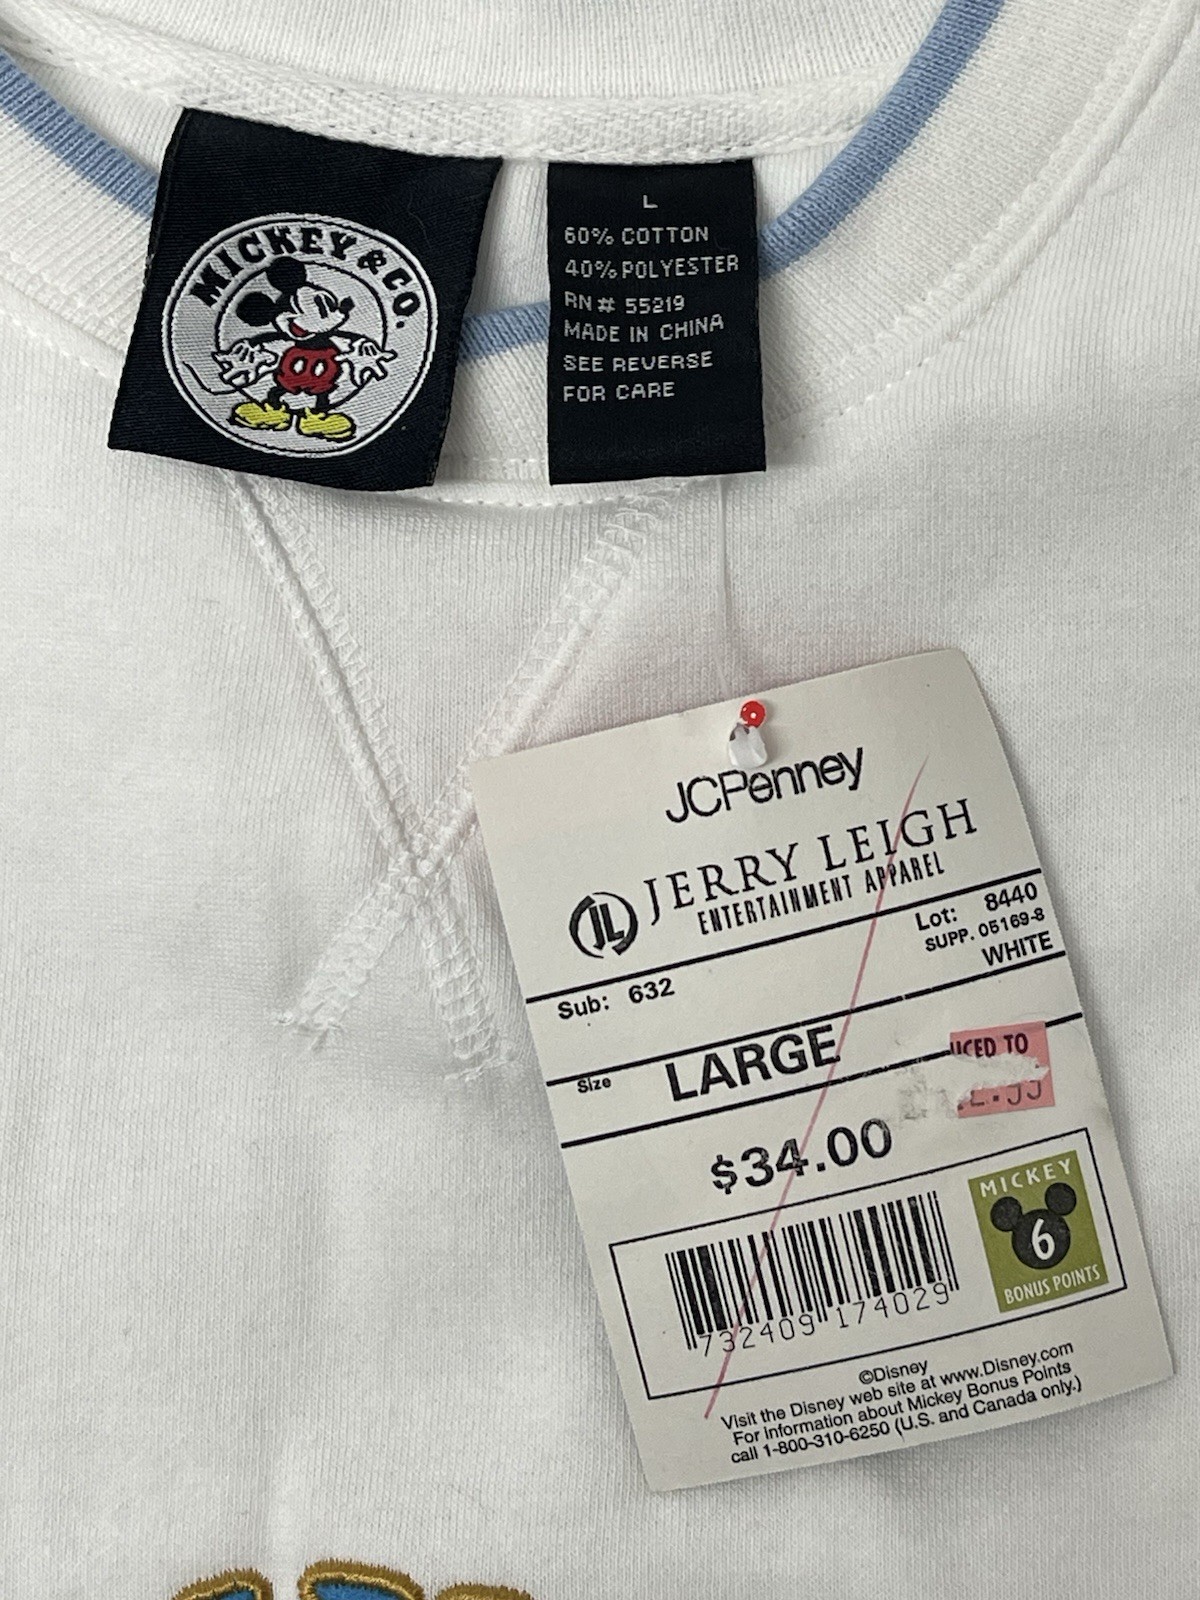 MICKEY & CO.
L
60% COTTON
40% POLYESTER
RN# 55219
MADE IN CHINA
SEE REVERSE
FOR CARE
JCPenney
JL JERRY LEIGH
ENTERTAINMENT APPAREL
Lot: 8440
SUPP. 05169-8
Sub: 632 WHITE
Size LARGE
TO
$34.00
MICKEY
6
BONUS POINTS
732409 174029
©Disney
Visit the Disney web site at www.Disney.com
For information about Mickey Bonus Points
call 1-800-310-6250 (U.S. and Canada only.)